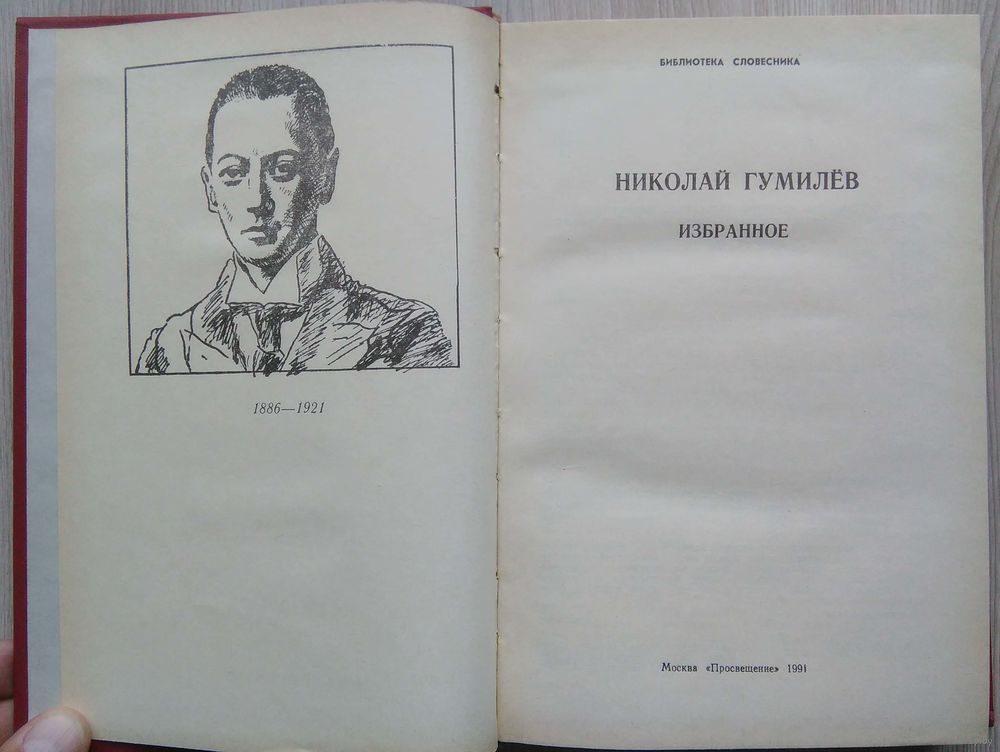 1886—1921
БИБЛИОТЕКА СЛОВЕСНИКА
НИКОЛАЙ ГУМИЛЁВ
ИЗБРАННОЕ
Москва «Просвещение» 1991